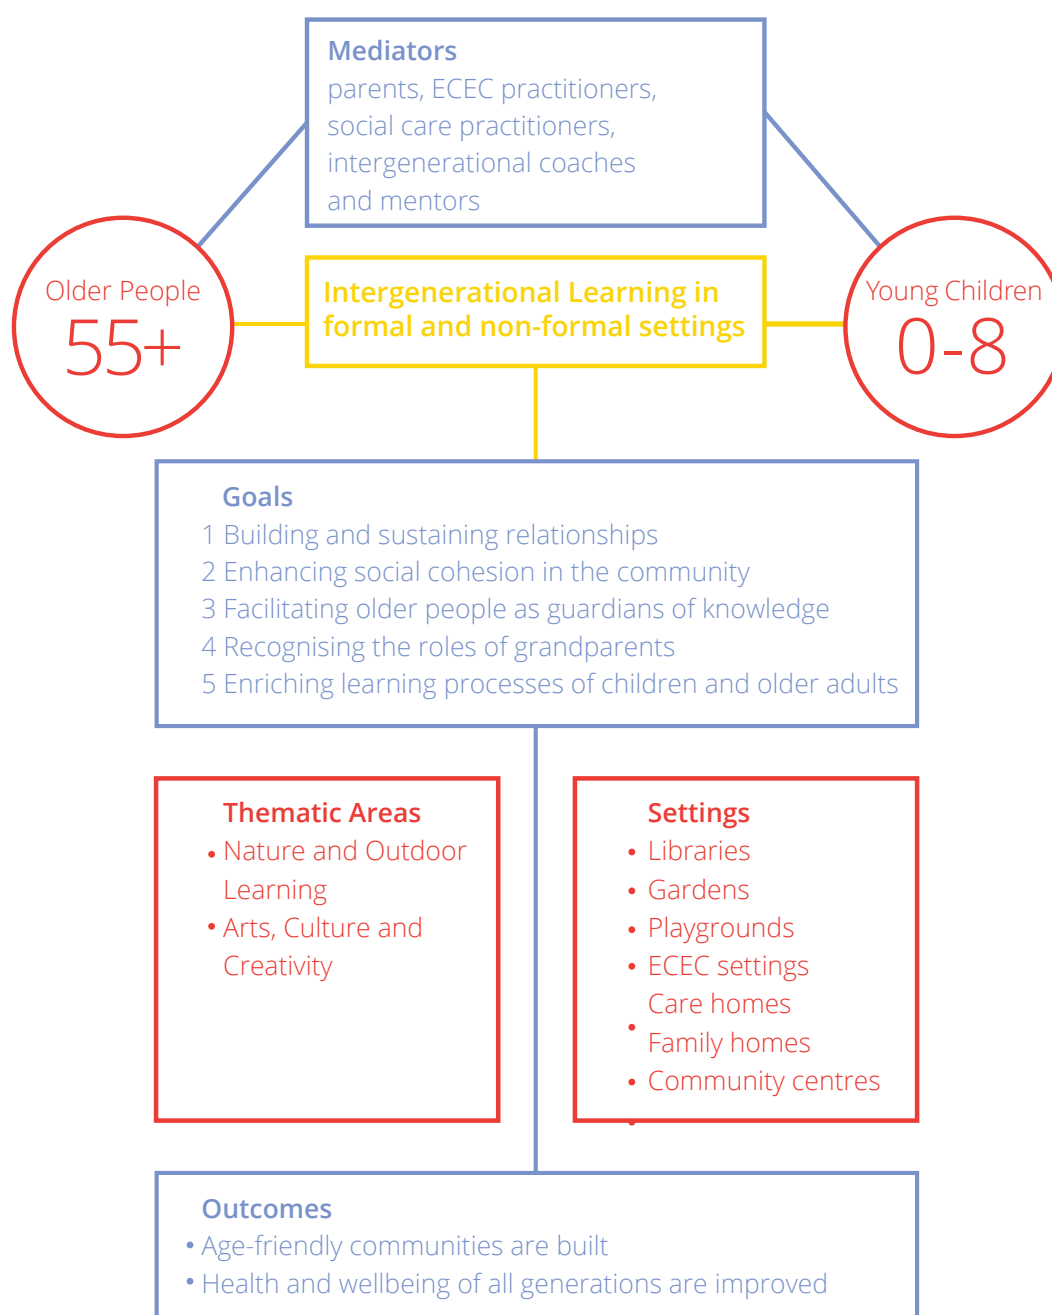 Mediators
parents, ECEC practitioners,
social care practitioners,
intergenerational coaches
and mentors
Older People
55+
Intergenerational Learning in
formal and non-formal settings
Young Children
0-8
Goals
1 Building and sustaining relationships
2 Enhancing social cohesion in the community
3 Facilitating older people as guardians of knowledge
4 Recognising the roles of grandparents
5 Enriching learning processes of children and older adults
Thematic Areas
• Nature and Outdoor
Learning
• Arts, Culture and
Creativity
Settings
• Libraries
• Gardens
• Playgrounds
• ECEC settings
Care homes
• Family homes
• Community centres
•
Outcomes
• Age-friendly communities are built
• Health and wellbeing of all generations are improved